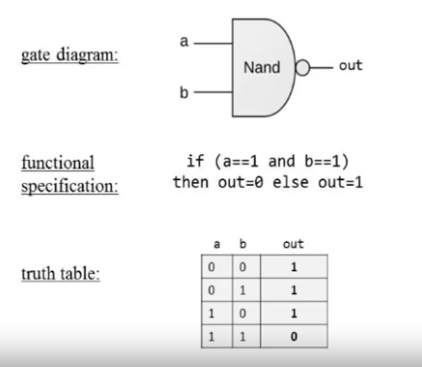 gate diagram:
a
b
Nand
out
functional
specification:
if (a==1 and b==1)
then out=0 else out=1
truth table:
a b out
0 0 1
0 1 1
1 0 1
1 1 0